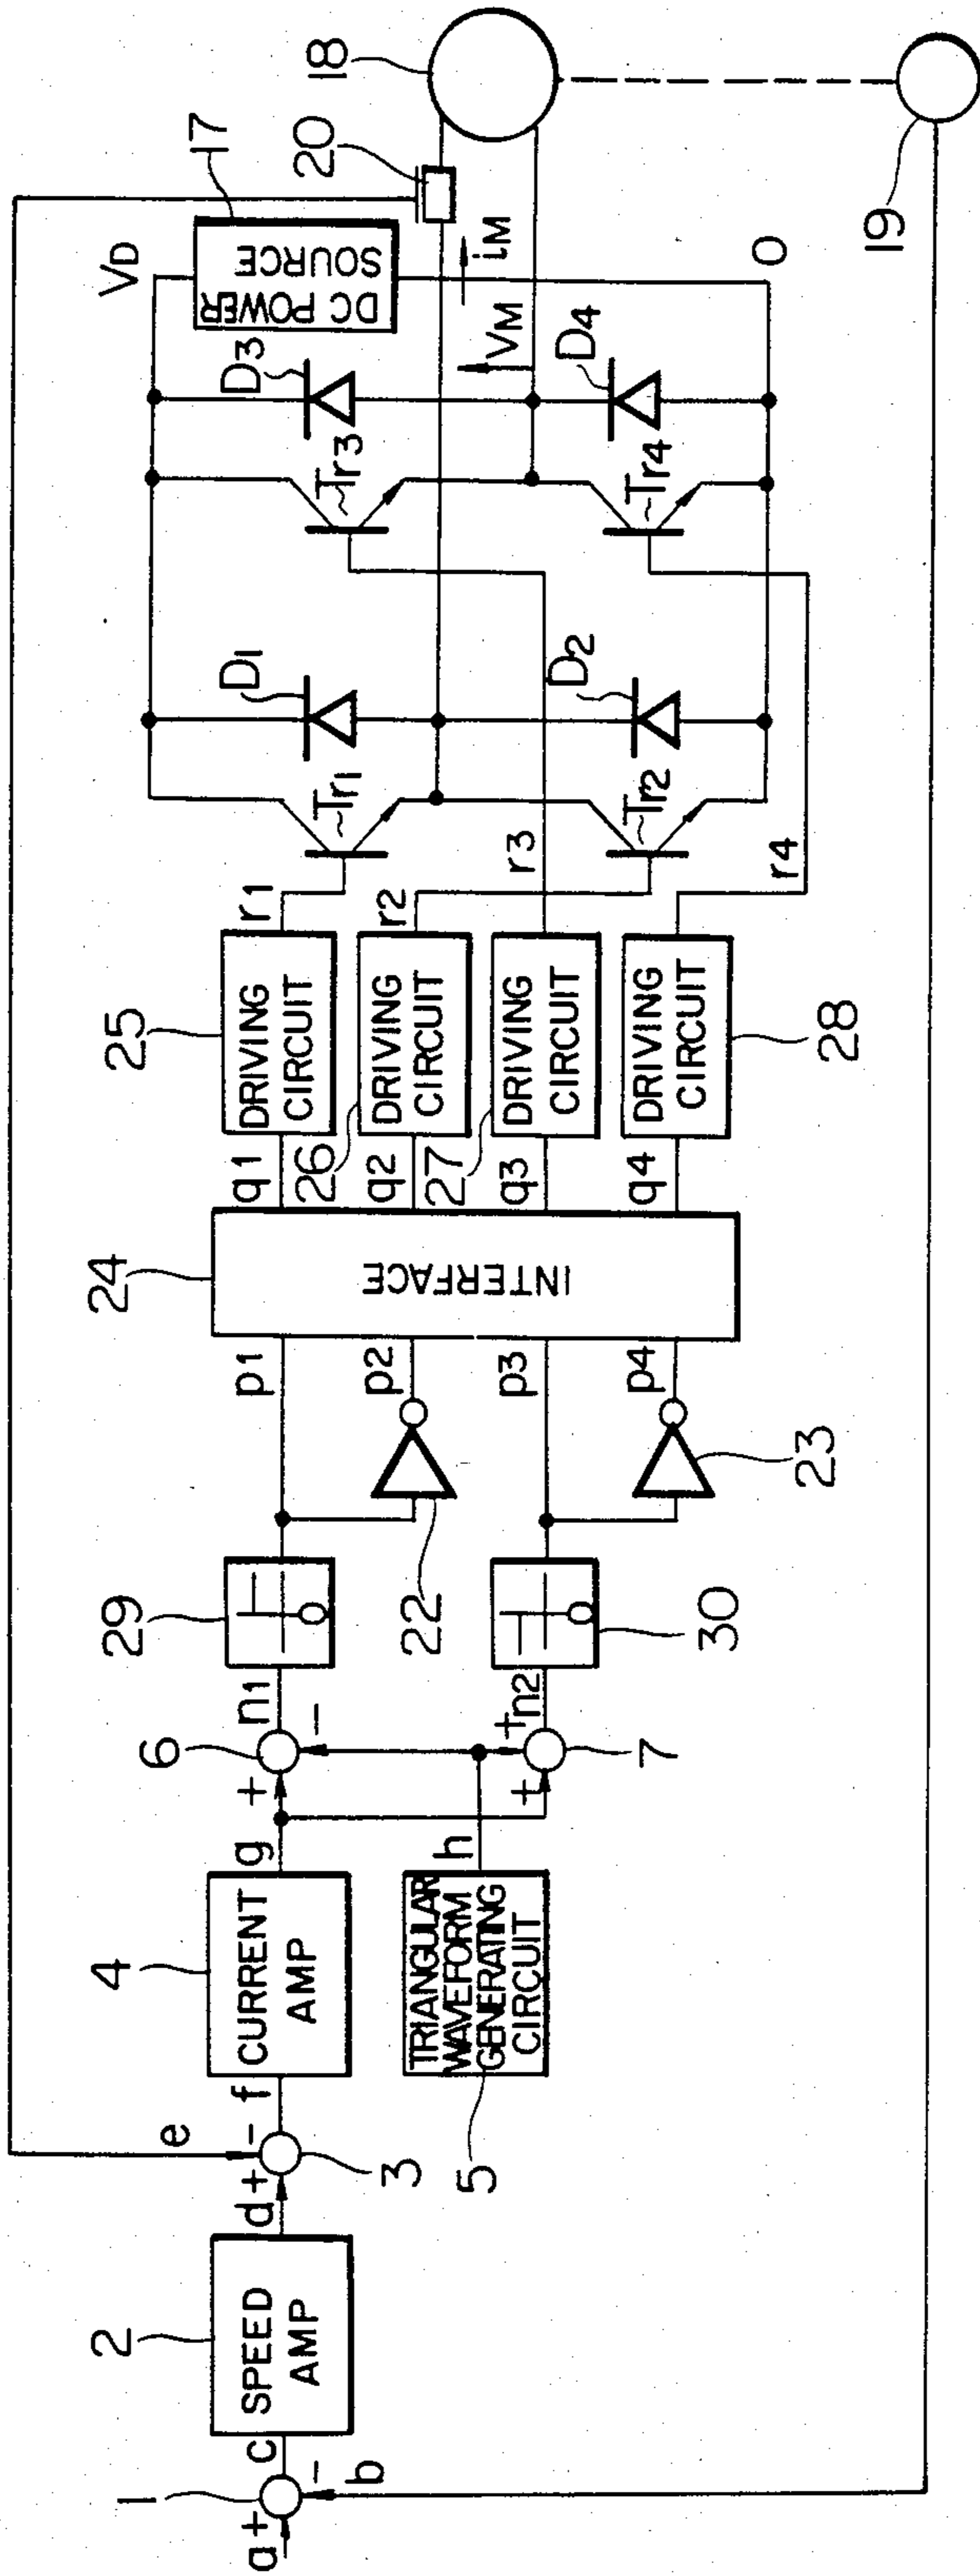 a
+
1
-
b
c
2
SPEED
AMP
d
+
e
-
3
f
4
CURRENT
AMP
g
5
TRIANGULAR
WAVEFORM
GENERATING
CIRCUIT
h
+
6
-
n1
+
+
7
n2
29
30
22
23
p1
p2
p3
p4
24
INTERFACE
q1
q2
q3
q4
25
DRIVING
CIRCUIT
26
DRIVING
CIRCUIT
27
DRIVING
CIRCUIT
28
DRIVING
CIRCUIT
r1
r2
r3
r4
Tr1
Tr2
D1
D2
Tr3
Tr4
D3
D4
VD
17
DC POWER
SOURCE
VM
iM
0
20
18
19